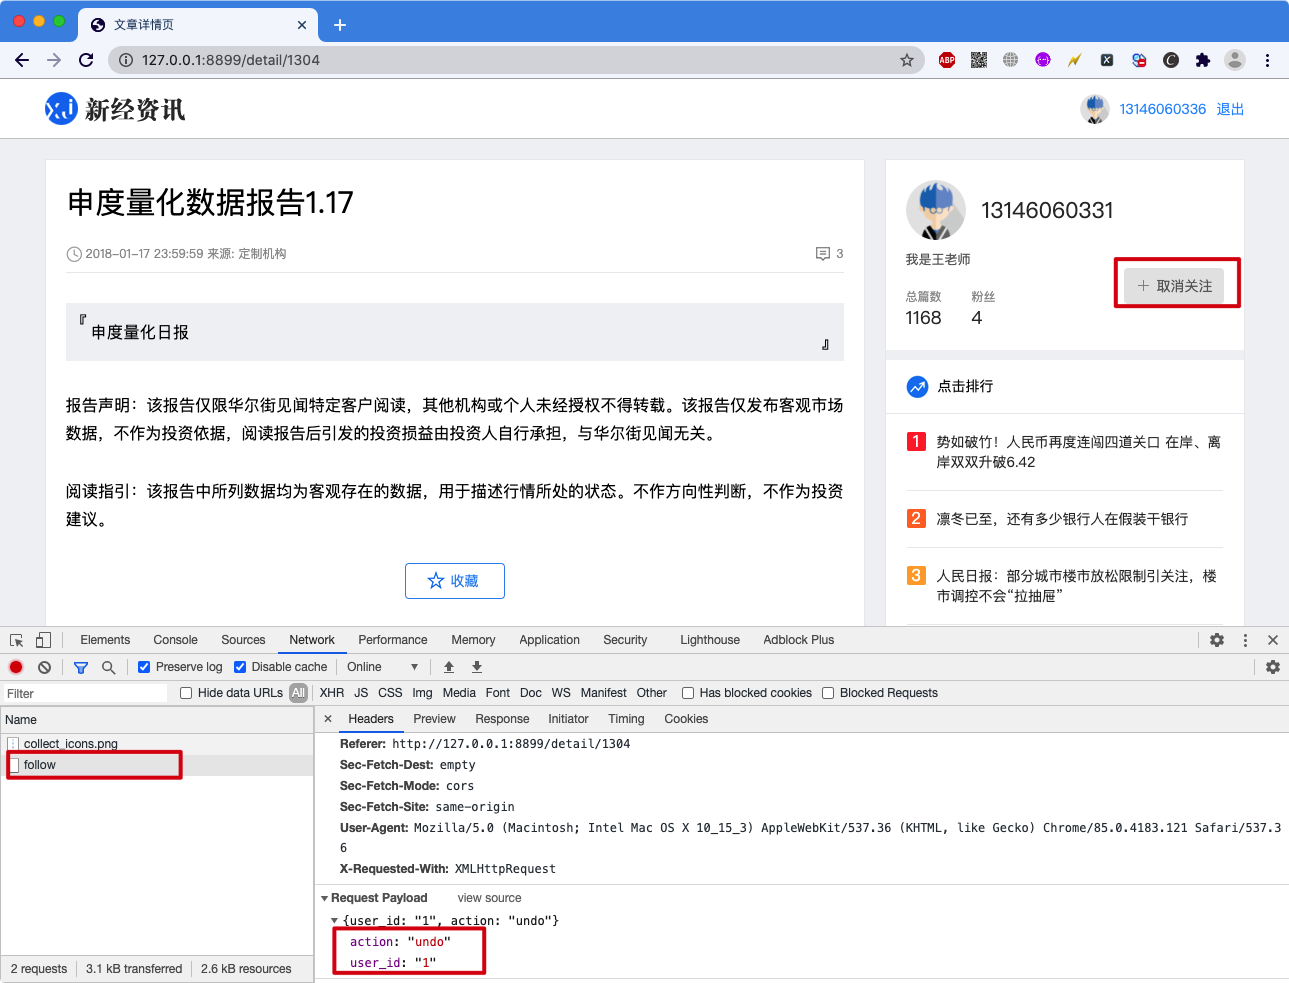 文章详情页
127.0.0.1:8899/detail/1304
ABP
新经资讯
13146060336 退出
申度量化数据报告1.17
2018-01-17 23:59:59 来源: 定制机构
3
『
申度量化日报
』
报告声明：该报告仅限华尔街见闻特定客户阅读，其他机构或个人未经授权不得转载。该报告仅发布客观市场
数据，不作为投资依据，阅读报告后引发的投资损益由投资人自行承担，与华尔街见闻无关。
阅读指引：该报告中所列数据均为客观存在的数据，用于描述行情所处的状态。不作方向性判断，不作为投资
建议。
收藏
13146060331
我是王老师
总篇数 粉丝
1168 4
取消关注
点击排行
1 势如破竹！人民币再度连闯四道关口 在岸、离
岸双双升破6.42
2 凛冬已至，还有多少银行人在假装干银行
3 人民日报：部分城市楼市放松限制引关注，楼
市调控不会“拉抽屉”
Elements Console Sources Network Performance Memory Application Security Lighthouse Adblock Plus
Preserve log Disable cache Online
Filter Hide data URLs All XHR JS CSS Img Media Font Doc WS Manifest Other Has blocked cookies Blocked Requests
Name
collect_icons.png
follow
Headers Preview Response Initiator Timing Cookies
Referer: http://127.0.0.1:8899/detail/1304
Sec-Fetch-Dest: empty
Sec-Fetch-Mode: cors
Sec-Fetch-Site: same-origin
User-Agent: Mozilla/5.0 (Macintosh; Intel Mac OS X 10_15_3) AppleWebKit/537.36 (KHTML, like Gecko) Chrome/85.0.4183.121 Safari/537.3
6
X-Requested-With: XMLHttpRequest
Request Payload view source
{user_id: "1", action: "undo"}
action: "undo"
user_id: "1"
2 requests 3.1 kB transferred 2.6 kB resources